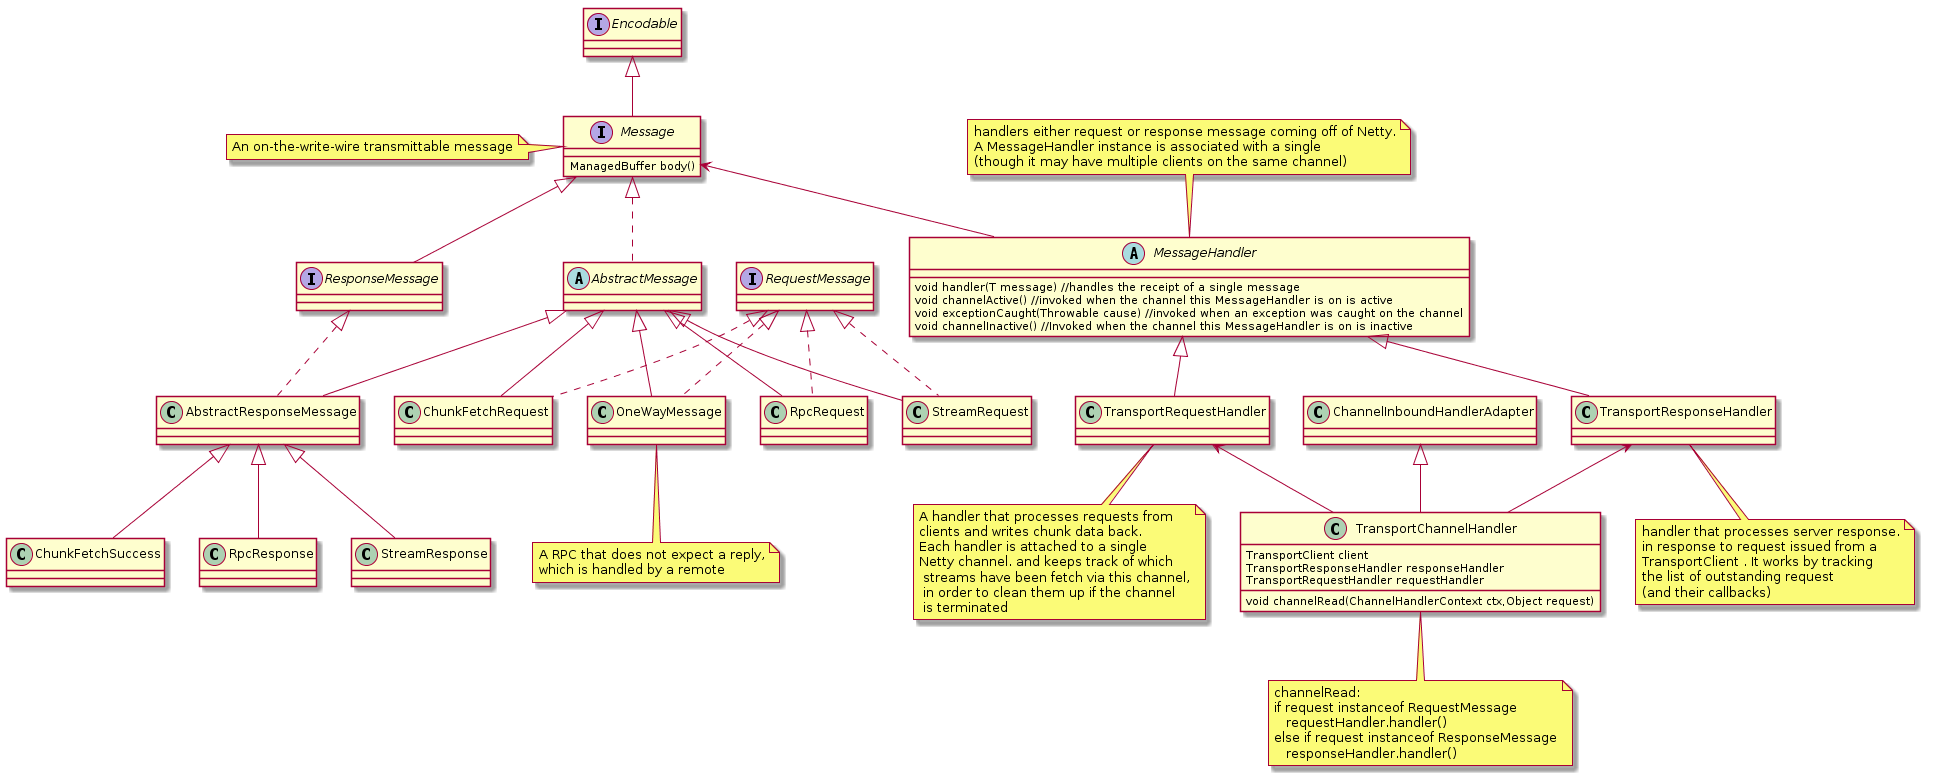 I Encodable
I Message
ManagedBuffer body()
An on-the-write-wire transmittable message
handlers either request or response message coming off of Netty.
A MessageHandler instance is associated with a single
(though it may have multiple clients on the same channel)
I ResponseMessage
A AbstractMessage
I RequestMessage
A MessageHandler
void handler(T message) //handles the receipt of a single message
void channelActive() //invoked when the channel this MessageHandler is on is active
void exceptionCaught(Throwable cause) //invoked when an exception was caught on the channel
void channelInactive() //Invoked when the channel this MessageHandler is on is inactive
C AbstractResponseMessage
C ChunkFetchRequest
C OneWayMessage
C RpcRequest
C StreamRequest
C TransportRequestHandler
C ChannelInboundHandlerAdapter
C TransportResponseHandler
C ChunkFetchSuccess
C RpcResponse
C StreamResponse
A RPC that does not expect a reply,
which is handled by a remote
A handler that processes requests from
clients and writes chunk data back.
Each handler is attached to a single
Netty channel. and keeps track of which
streams have been fetch via this channel,
in order to clean them up if the channel
is terminated
C TransportChannelHandler
TransportClient client
TransportResponseHandler responseHandler
TransportRequestHandler requestHandler
void channelRead(ChannelHandlerContext ctx,Object request)
handler that processes server response.
in response to request issued from a
TransportClient . It works by tracking
the list of outstanding request
(and their callbacks)
channelRead:
if request instanceof RequestMessage
requestHandler.handler()
else if request instanceof ResponseMessage
responseHandler.handler()